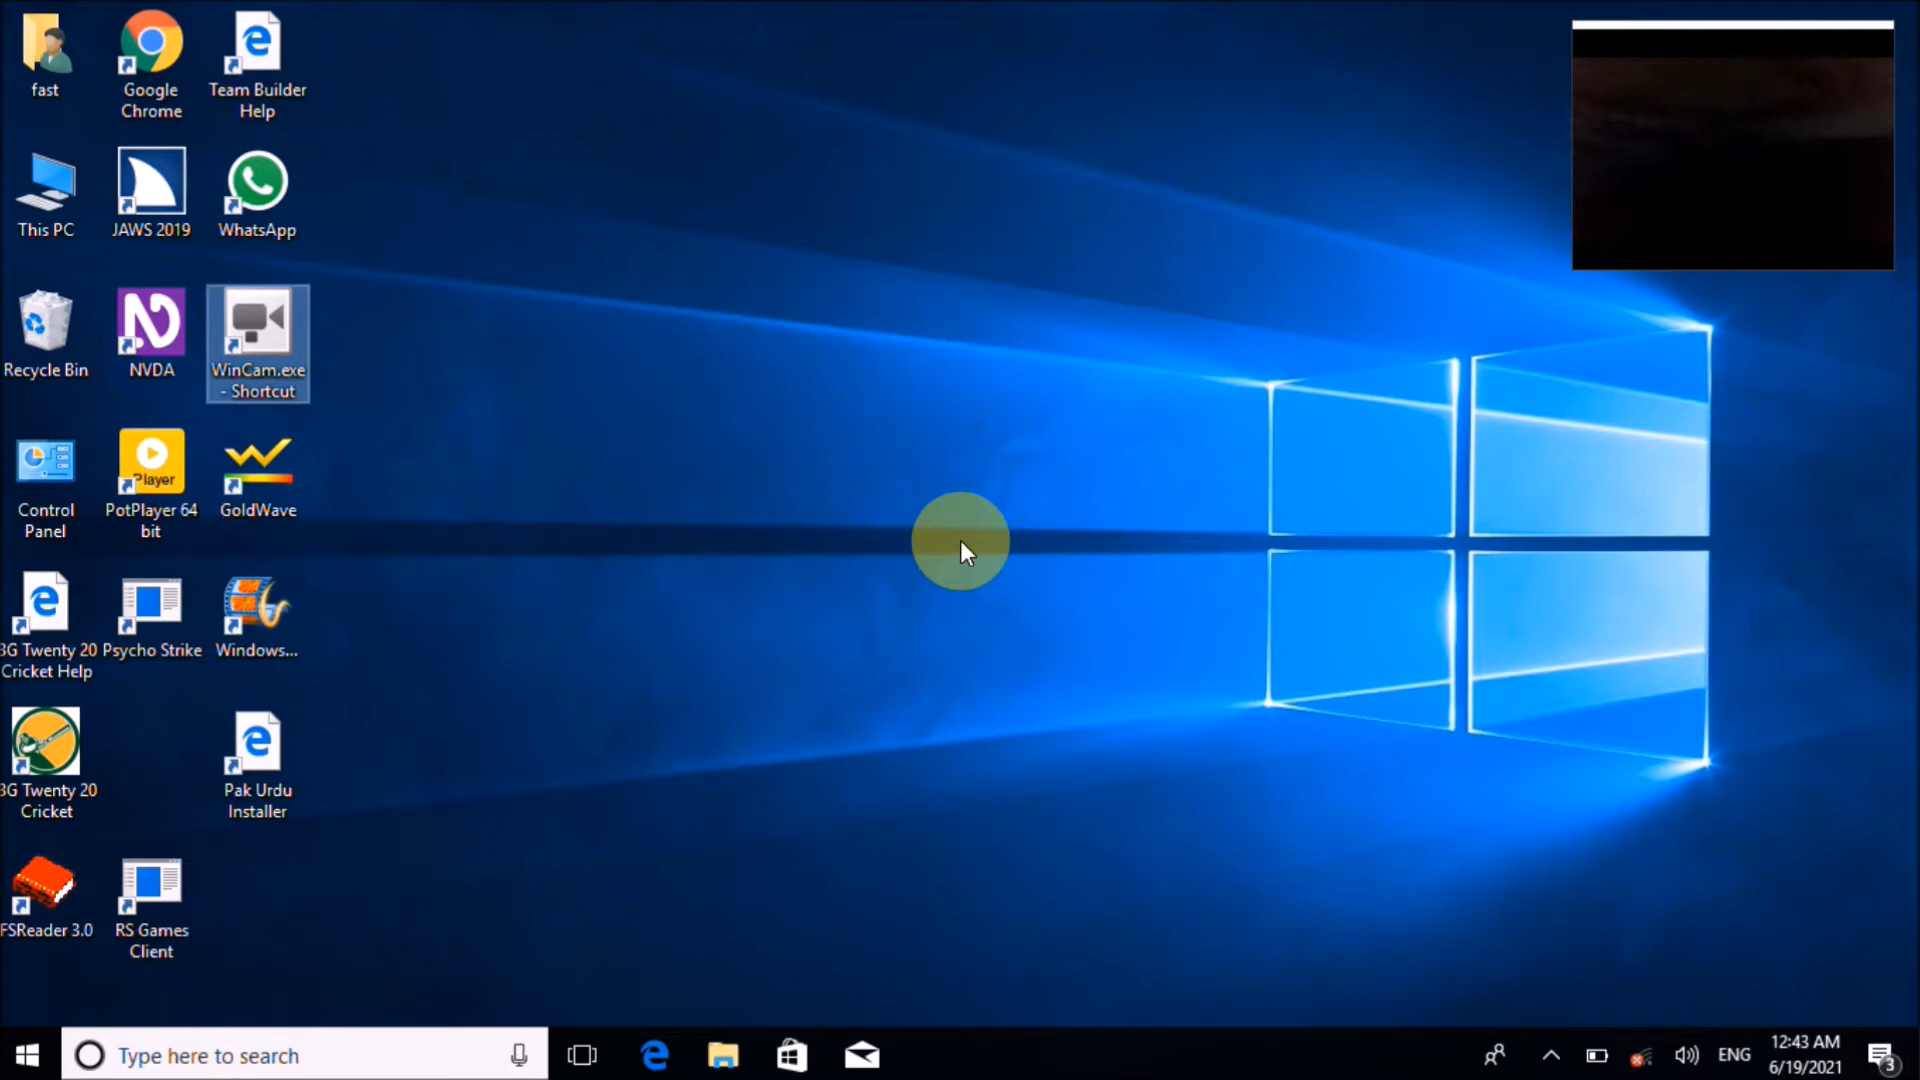 fast
Google
Chrome
Team Builder
Help
This PC
JAWS 2019
WhatsApp
Recycle Bin
NVDA
WinCam.exe
- Shortcut
Control
Panel
Player
PotPlayer 64
bit
GoldWave
3G Twenty 20
Cricket Help
Psycho Strike
Windows...
3G Twenty 20
Cricket
Pak Urdu
Installer
FSReader 3.0
RS Games
Client
Type here to search
ENG
12:43 AM
6/19/2021
3